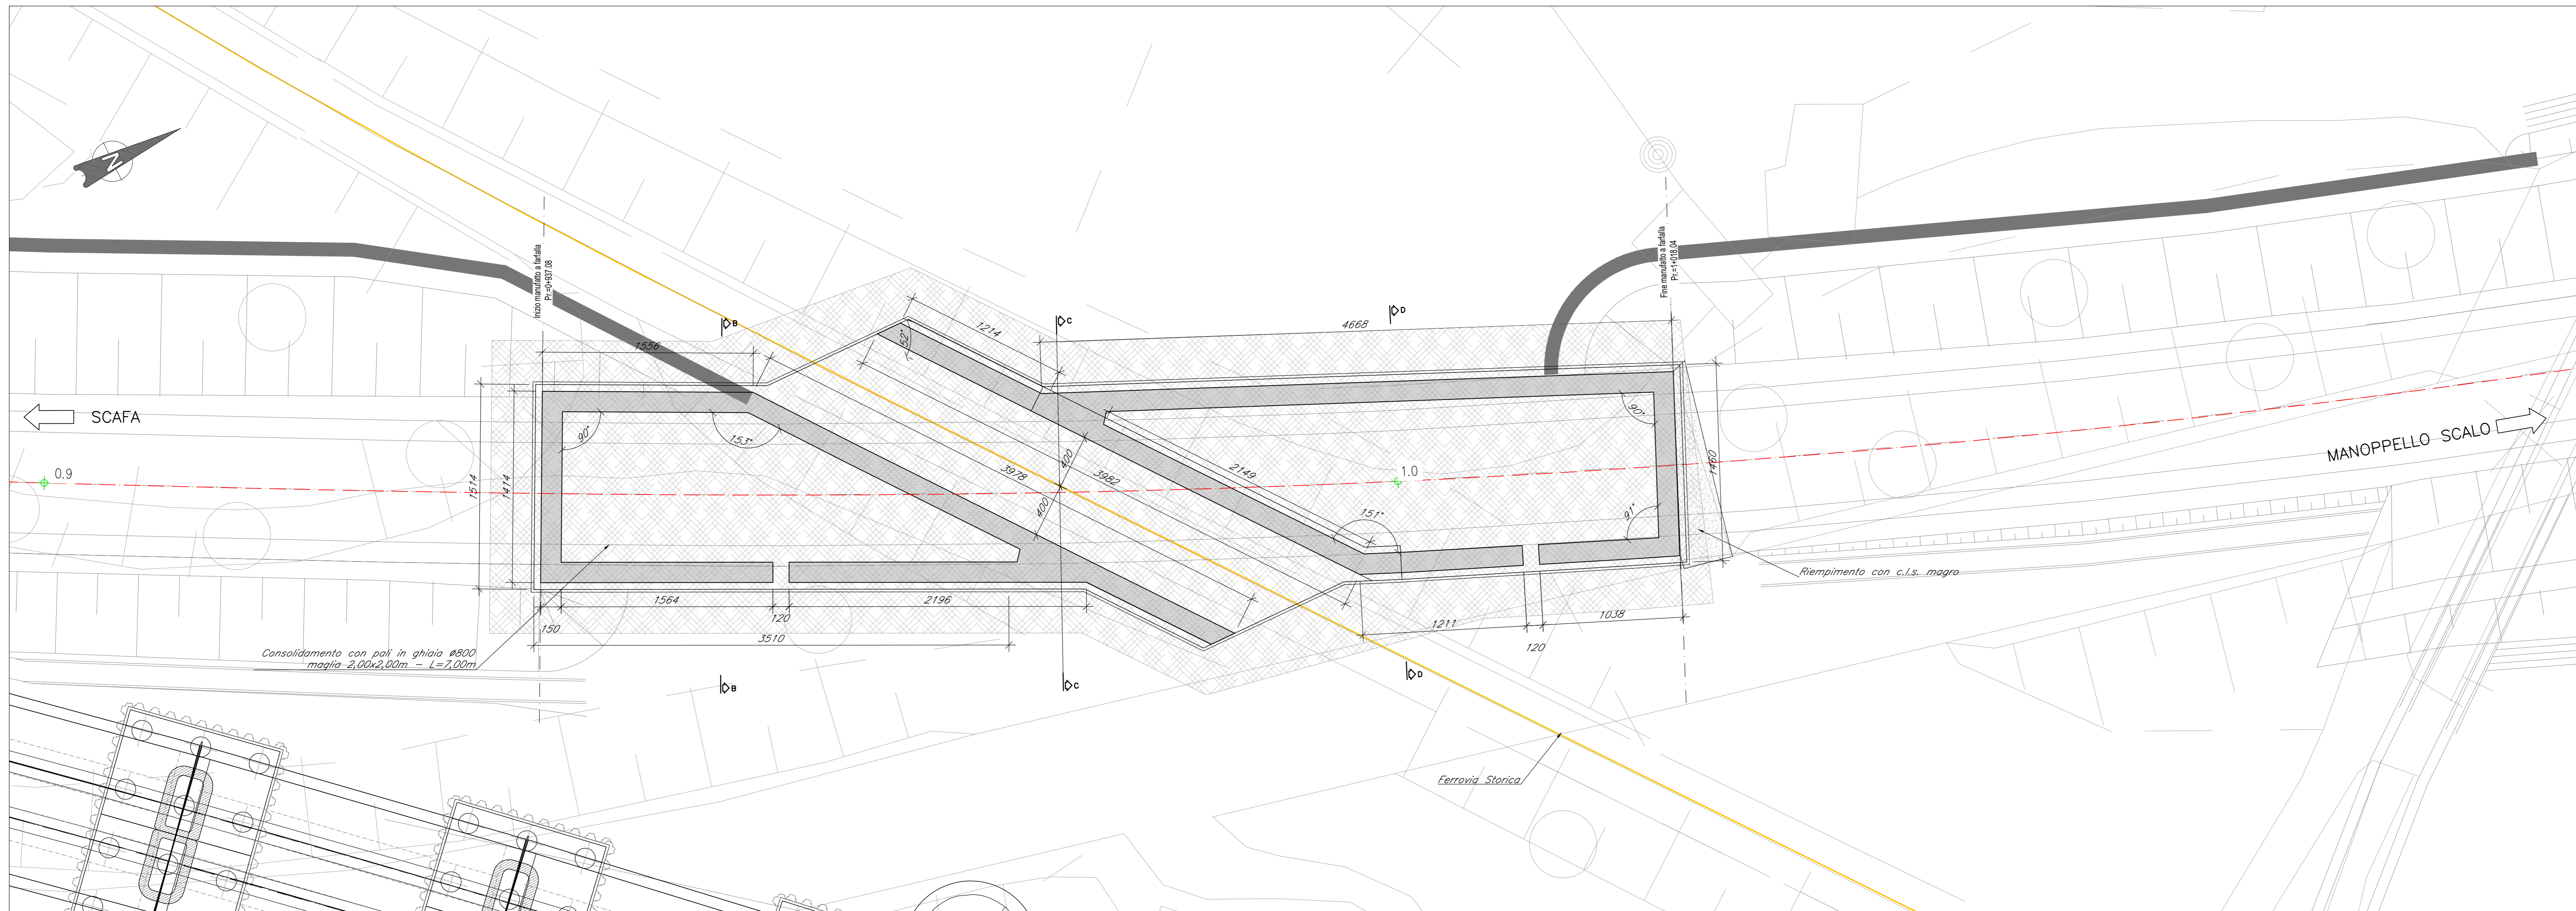 N
Inizio manufatto a farfalla
Pr.=0+937.08
Fine manufatto a farfalla
Pr.=1+018.04
B
C
D
1556
1214
4668
152°
SCAFA
0.9
1514
1414
90°
153°
3978
3982
400
400
2149
151°
1.0
90°
91°
1460
MANOPPELLO SCALO
Riempimento con c.l.s. magro
1564
120
2196
150
3510
1211
120
1038
Consolidamento con pali in ghiaia ø800
maglia 2,00x2,00m - L=7,00m
B
C
D
Ferrovia Storica